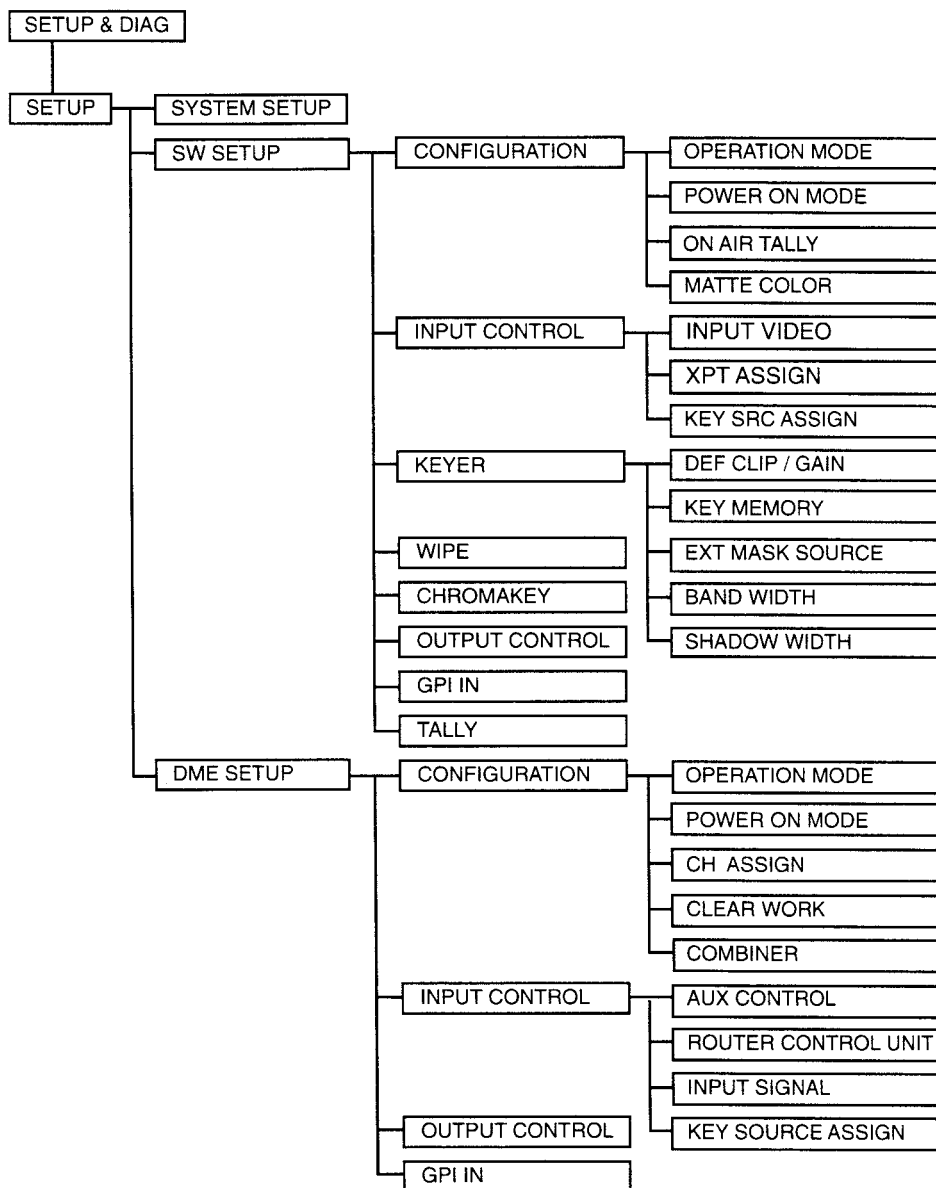 SETUP & DIAG
SETUP
SYSTEM SETUP
SW SETUP
CONFIGURATION
OPERATION MODE
POWER ON MODE
ON AIR TALLY
MATTE COLOR
INPUT CONTROL
INPUT VIDEO
XPT ASSIGN
KEY SRC ASSIGN
KEYER
DEF CLIP / GAIN
KEY MEMORY
EXT MASK SOURCE
BAND WIDTH
SHADOW WIDTH
WIPE
CHROMAKEY
OUTPUT CONTROL
GPI IN
TALLY
DME SETUP
CONFIGURATION
OPERATION MODE
POWER ON MODE
CH ASSIGN
CLEAR WORK
COMBINER
INPUT CONTROL
AUX CONTROL
ROUTER CONTROL UNIT
INPUT SIGNAL
KEY SOURCE ASSIGN
OUTPUT CONTROL
GPI IN